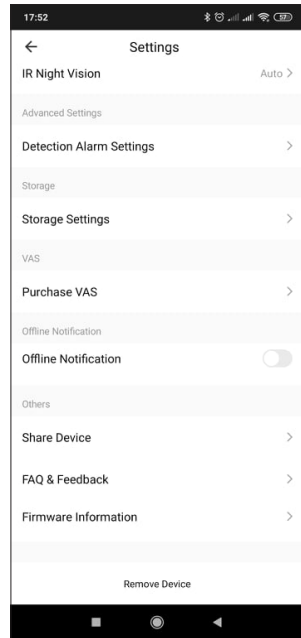 17:52
57
Settings
IR Night Vision Auto
Advanced Settings
Detection Alarm Settings
Storage
Storage Settings
VAS
Purchase VAS
Offline Notification
Offline Notification
Others
Share Device
FAQ & Feedback
Firmware Information
Remove Device